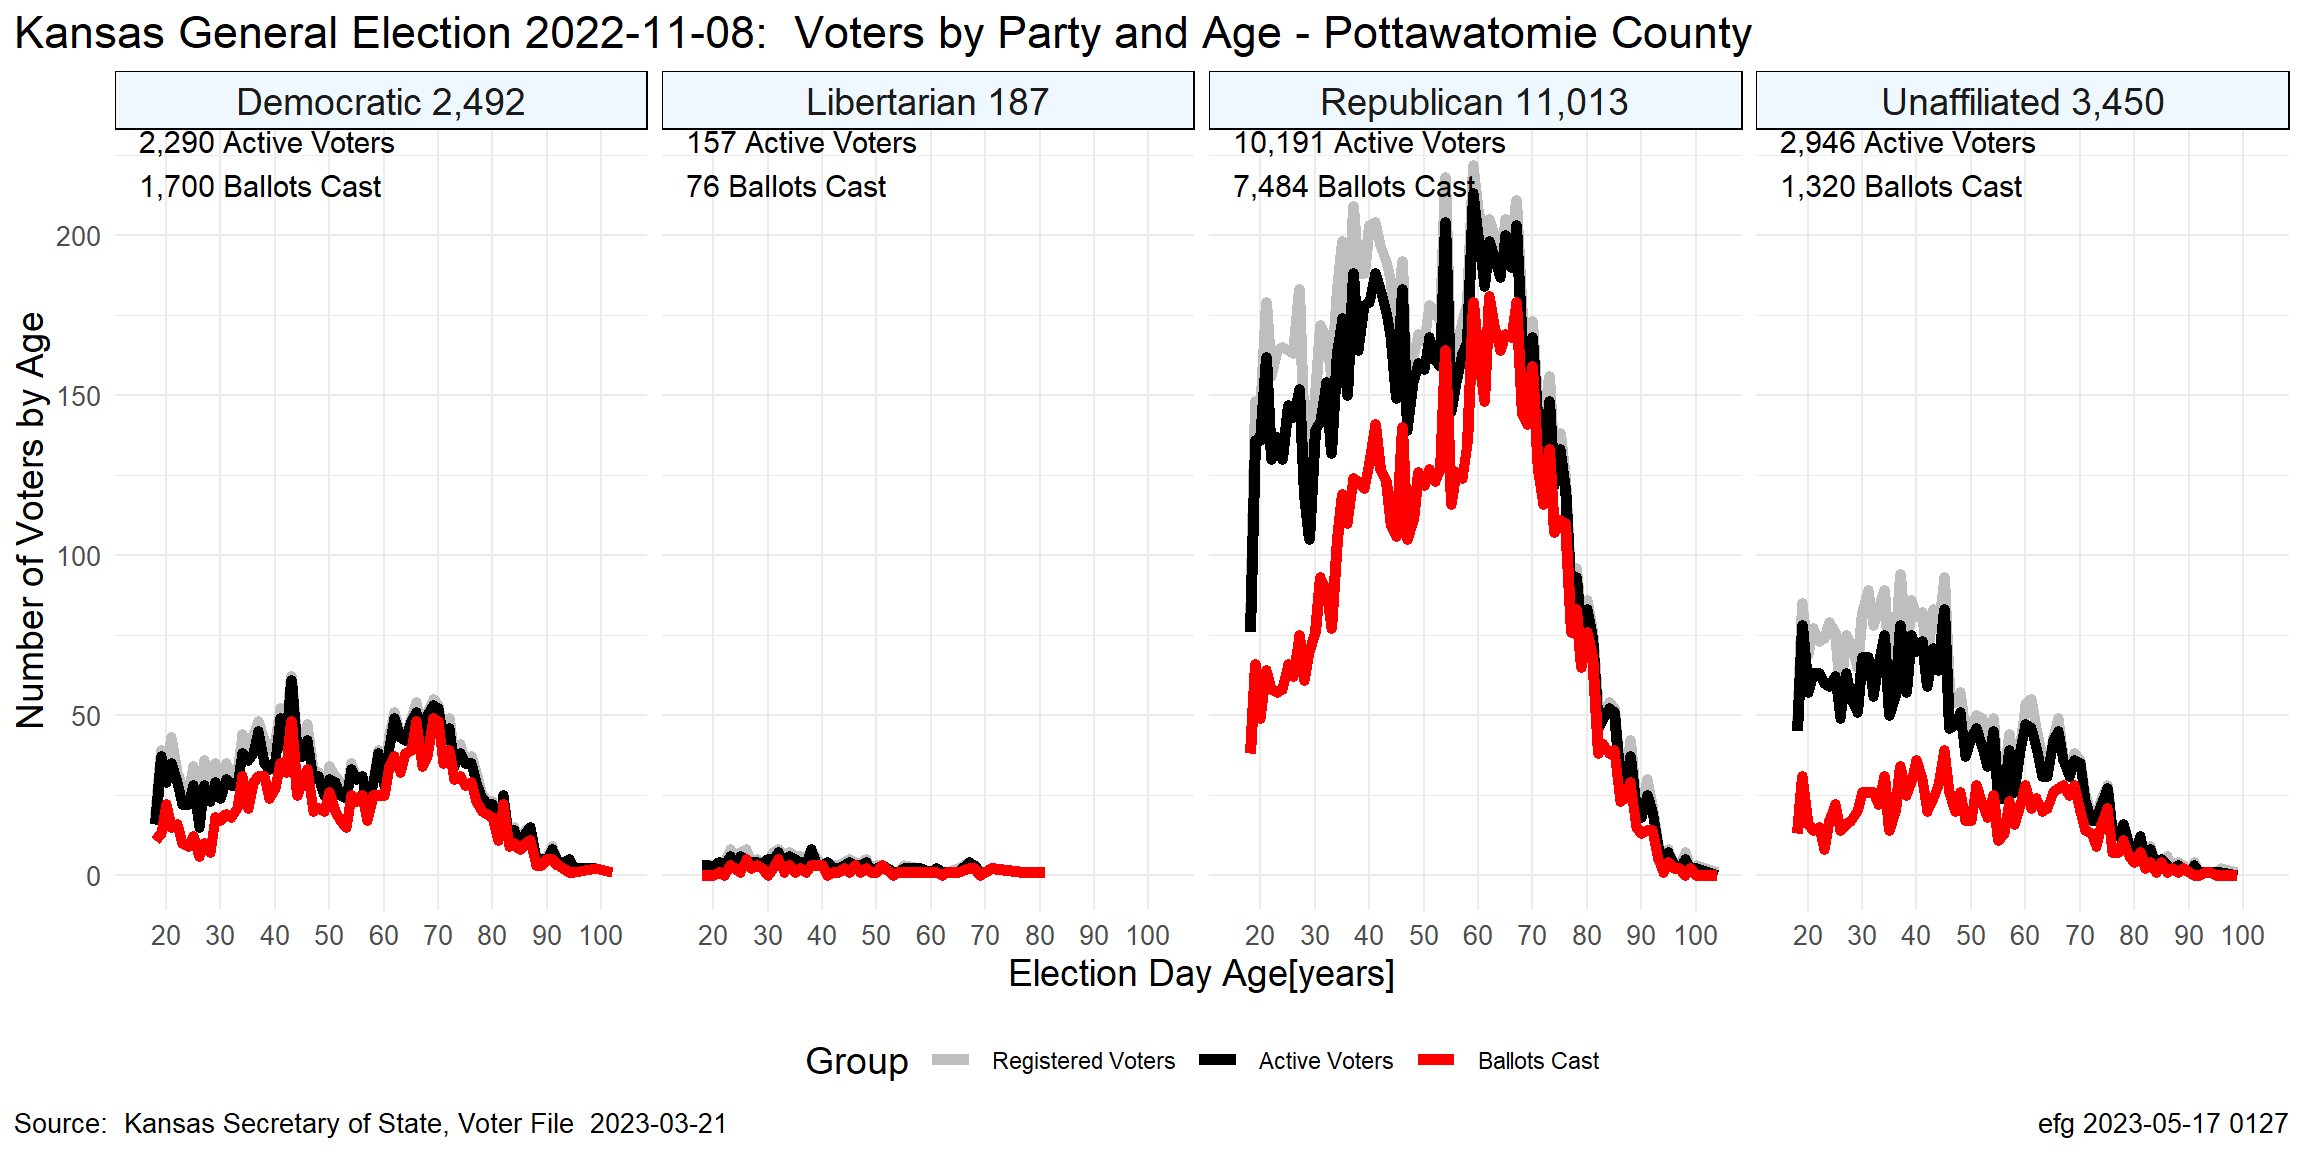 Kansas General Election 2022-11-08:  Voters by Party and Age - Pottawatomie County
Democratic 2,492
Libertarian 187
Republican 11,013
Unaffiliated 3,450
2,290 Active Voters
1,700 Ballots Cast
157 Active Voters
76 Ballots Cast
10,191 Active Voters
7,484 Ballots Cast
2,946 Active Voters
1,320 Ballots Cast
Number of Voters by Age
200
150
100
50
0
20 30 40 50 60 70 80 90 100
20 30 40 50 60 70 80 90 100
20 30 40 50 60 70 80 90 100
20 30 40 50 60 70 80 90 100
Election Day Age[years]
Group Registered Voters Active Voters Ballots Cast
Source:  Kansas Secretary of State, Voter File  2023-03-21
efg 2023-05-17 0127